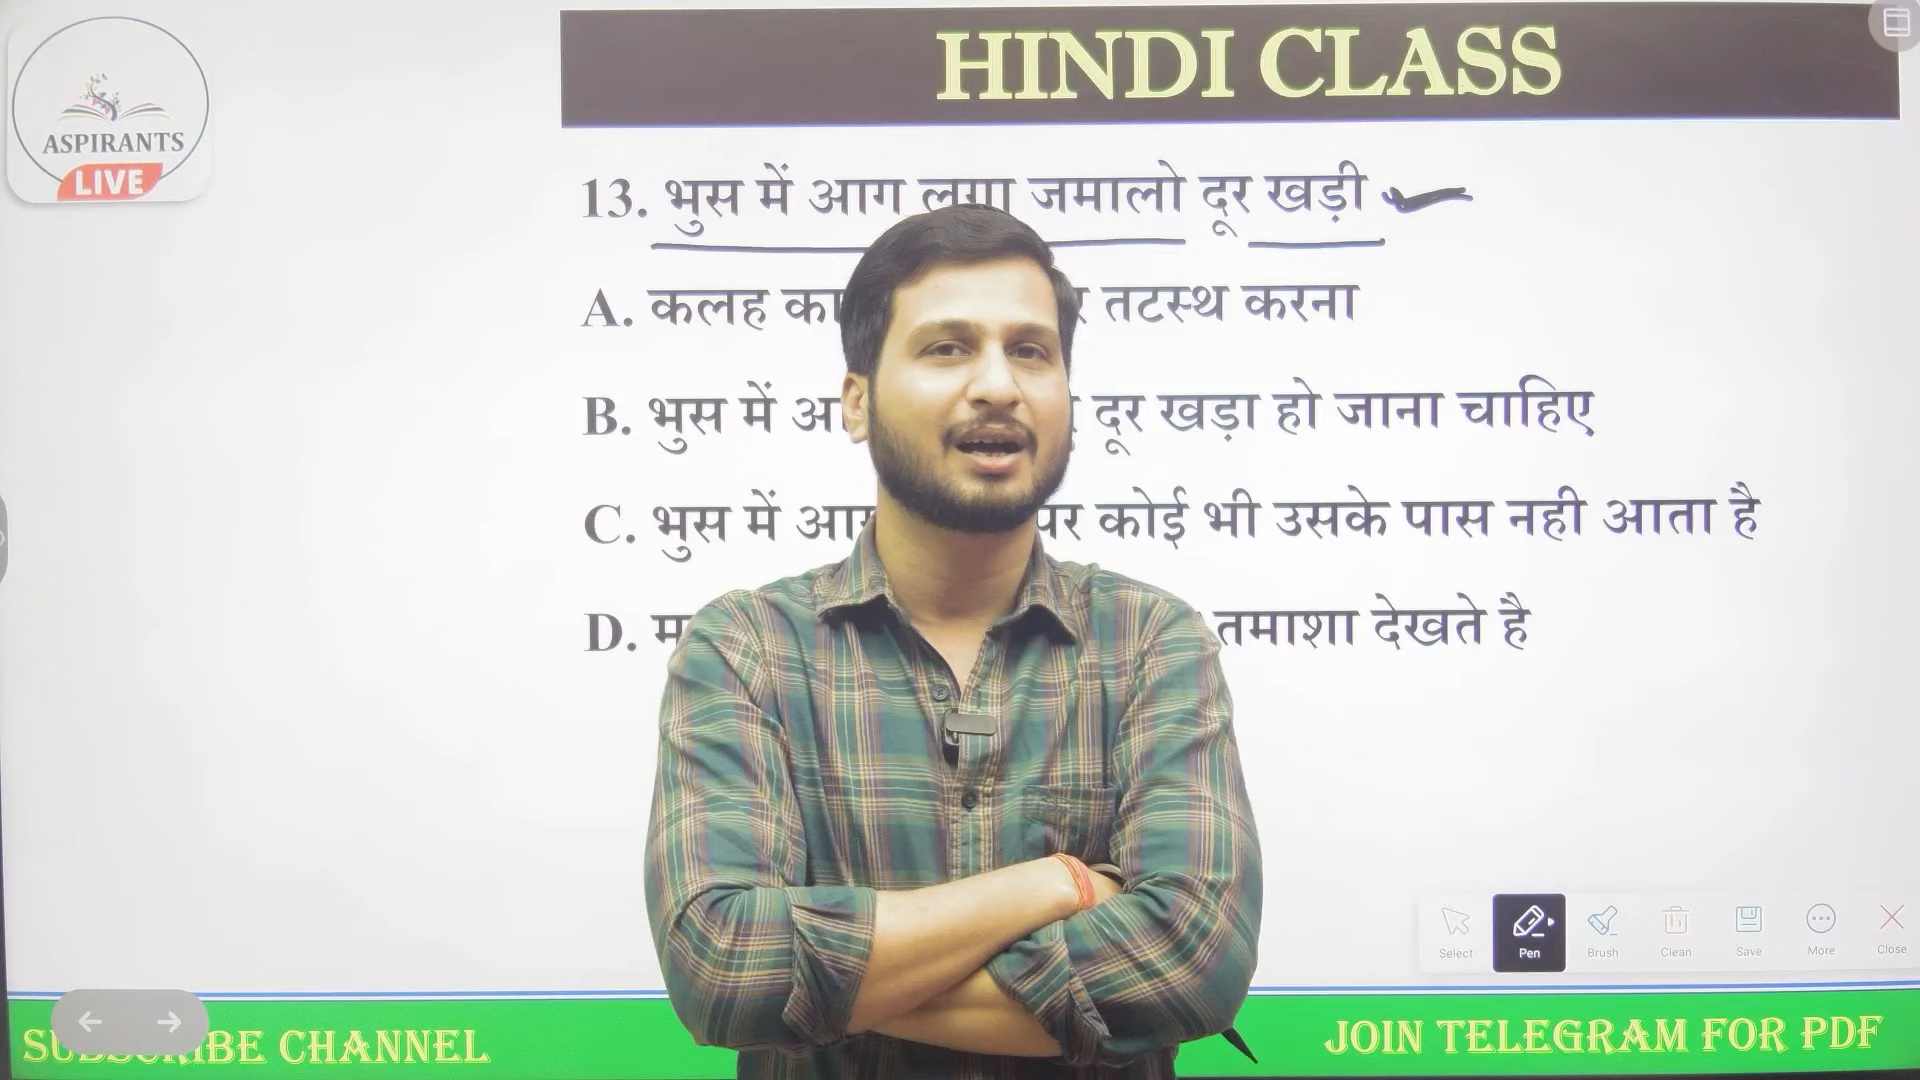 HINDI CLASS
ASPIRANTS
LIVE
13. भुस में आग लगा जमालो दूर खड़ी
A. कलह का तटस्थ करना
B. भुस में दूर खड़ा हो जाना चाहिए
C. भुस में आग पर कोई भी उसके पास नही आता है
D. तमाशा देखते है
Select
Pen
Brush
Clean
Save
More
Close
SUBSCRIBE CHANNEL
JOIN TELEGRAM FOR PDF